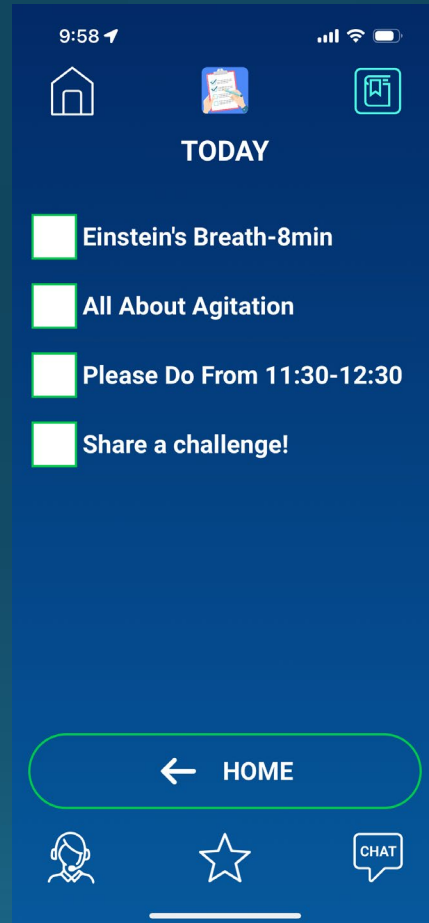 9:58
TODAY
Einstein's Breath-8min
All About Agitation
Please Do From 11:30-12:30
Share a challenge!
HOME
CHAT